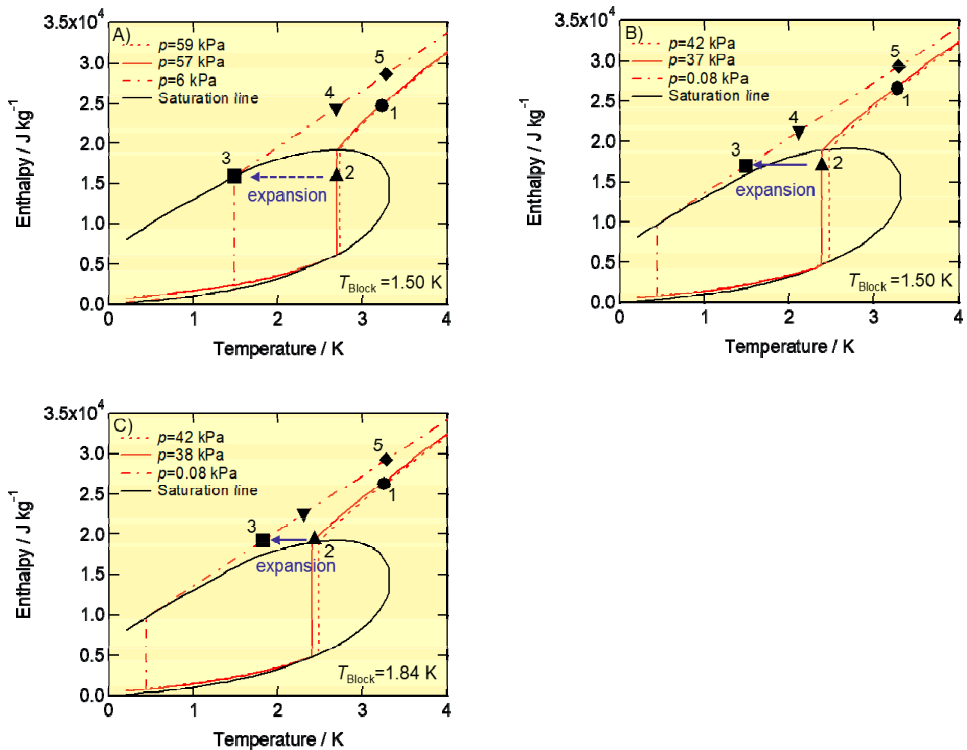 A)
p=59 kPa
p=57 kPa
p=6 kPa
Saturation line
3.5x10⁴
3.0
2.5
2.0
1.5
1.0
0.5
0.0
Enthalpy / J kg⁻¹
5
4
1
3
2
expansion
T_Block=1.50 K
0 1 2 3 4
Temperature / K
B)
p=42 kPa
p=37 kPa
p=0.08 kPa
Saturation line
3.5x10⁴
3.0
2.5
2.0
1.5
1.0
0.5
0.0
Enthalpy / J kg⁻¹
5
4
1
3
2
expansion
T_Block=1.50 K
0 1 2 3 4
Temperature / K
C)
p=42 kPa
p=38 kPa
p=0.08 kPa
Saturation line
3.5x10⁴
3.0
2.5
2.0
1.5
1.0
0.5
0.0
Enthalpy / J kg⁻¹
5
1
3
2
expansion
T_Block=1.84 K
0 1 2 3 4
Temperature / K